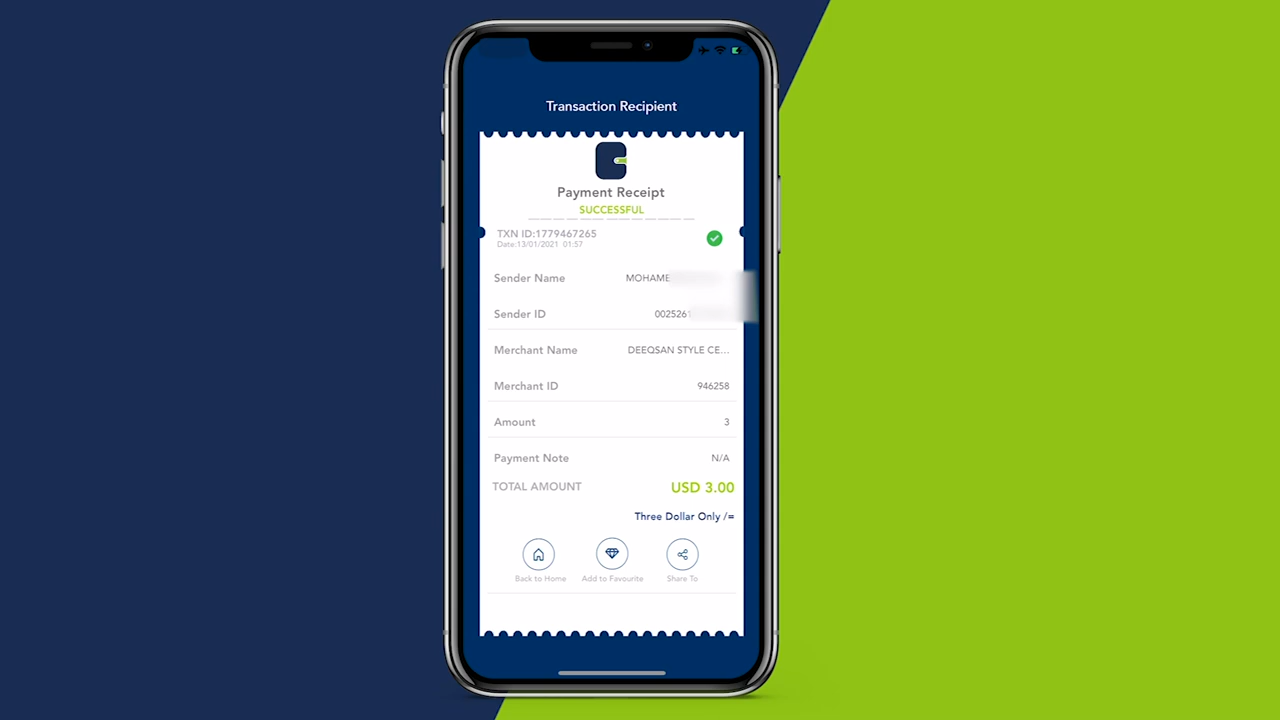 Transaction Recipient
Payment Receipt
SUCCESSFUL
TXN ID:1779467265
Date:13/01/2021 01:57
Sender Name MOHAME
Sender ID 0025261
Merchant Name DEEQSAN STYLE CE...
Merchant ID 946258
Amount 3
Payment Note N/A
TOTAL AMOUNT USD 3.00
Three Dollar Only /=
Back to Home Add to Favourite Share To